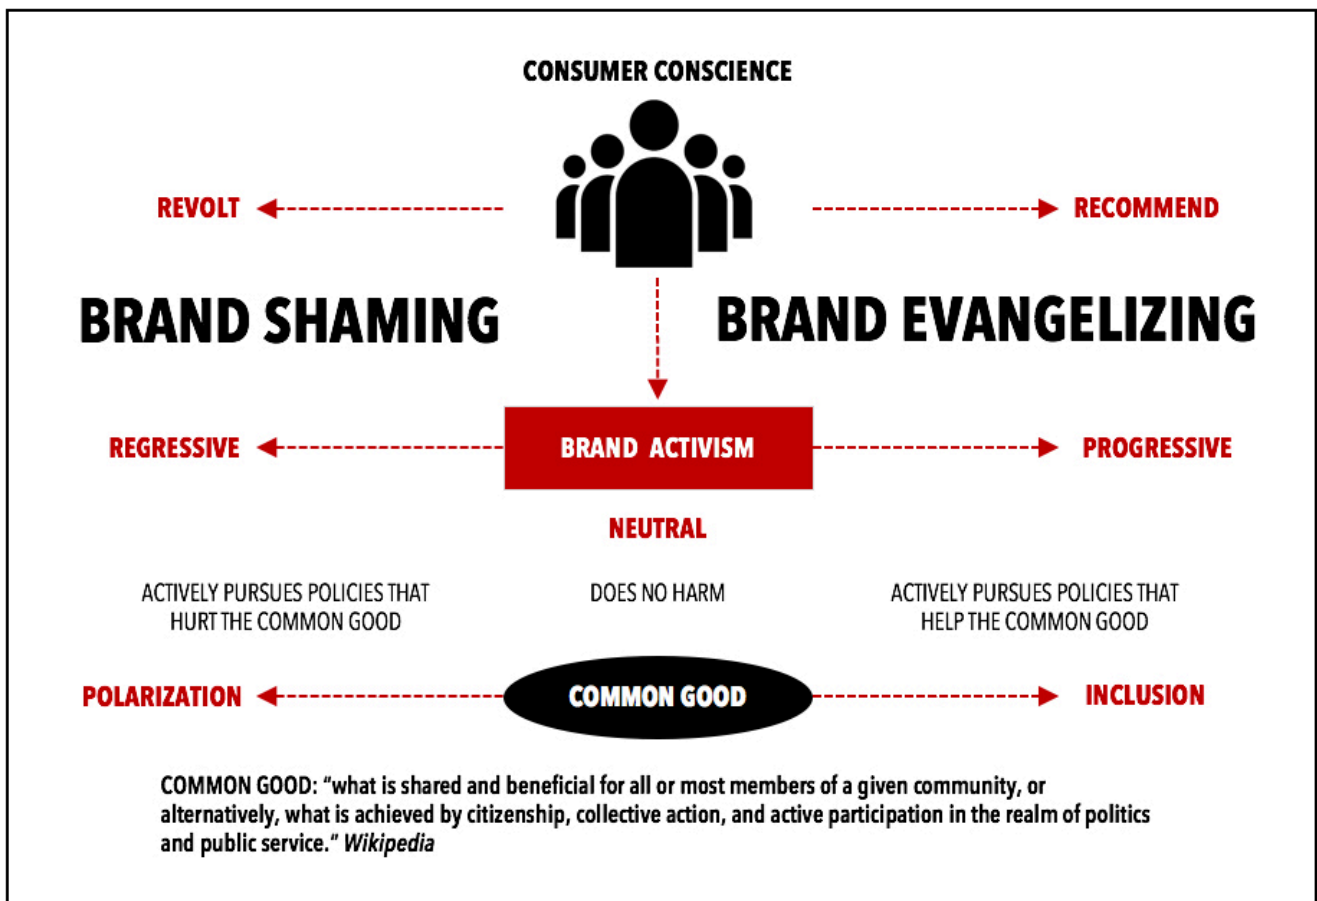 CONSUMER CONSCIENCE
REVOLT
RECOMMEND
BRAND SHAMING
BRAND EVANGELIZING
REGRESSIVE
BRAND ACTIVISM
PROGRESSIVE
NEUTRAL
ACTIVELY PURSUES POLICIES THAT
HURT THE COMMON GOOD
DOES NO HARM
ACTIVELY PURSUES POLICIES THAT
HELP THE COMMON GOOD
POLARIZATION
COMMON GOOD
INCLUSION
COMMON GOOD: “what is shared and beneficial for all or most members of a given community, or
alternatively, what is achieved by citizenship, collective action, and active participation in the realm of politics
and public service.” Wikipedia